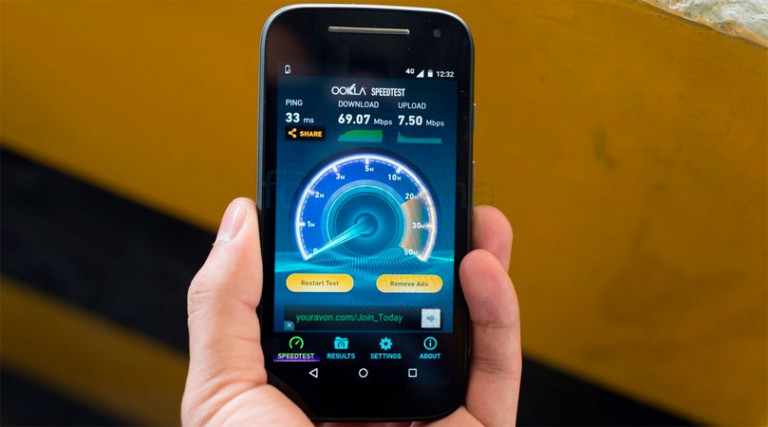 4G 12:32
OOKLA SPEEDTEST
PING DOWNLOAD UPLOAD
33 ms 69.07 Mbps 7.50 Mbps
SHARE
5M
3M 10M
2M 20M
1M 30M
0 50M
Restart Test Remove Ads
youravon.com/Join_Today
SPEEDTEST RESULTS SETTINGS ABOUT